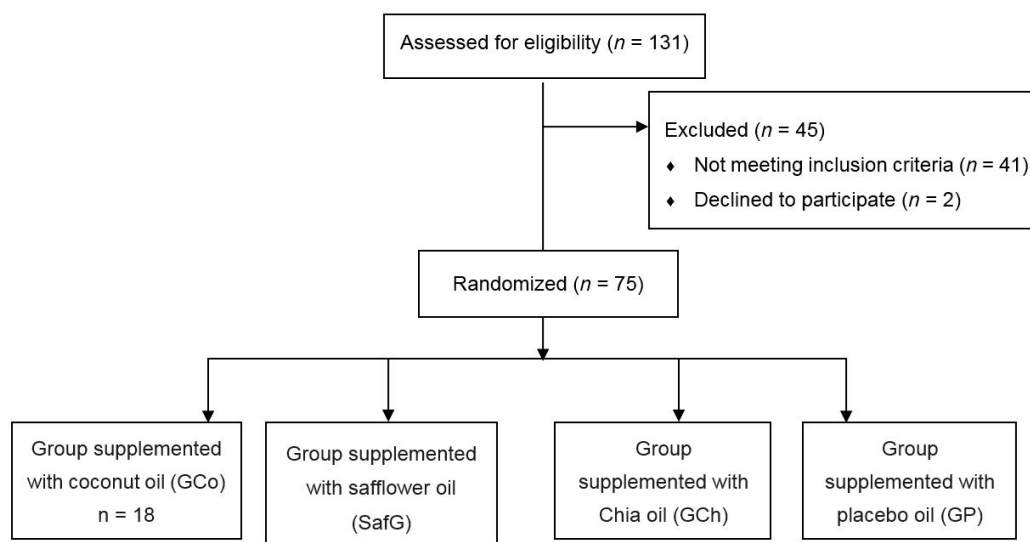 Assessed for eligibility (n = 131)
Excluded (n = 45)
♦ Not meeting inclusion criteria (n = 41)
♦ Declined to participate (n = 2)
Randomized (n = 75)
Group supplemented
with coconut oil (GCo)
n = 18
Group supplemented
with safflower oil
(SafG)
Group
supplemented with
Chia oil (GCh)
Group
supplemented with
placebo oil (GP)